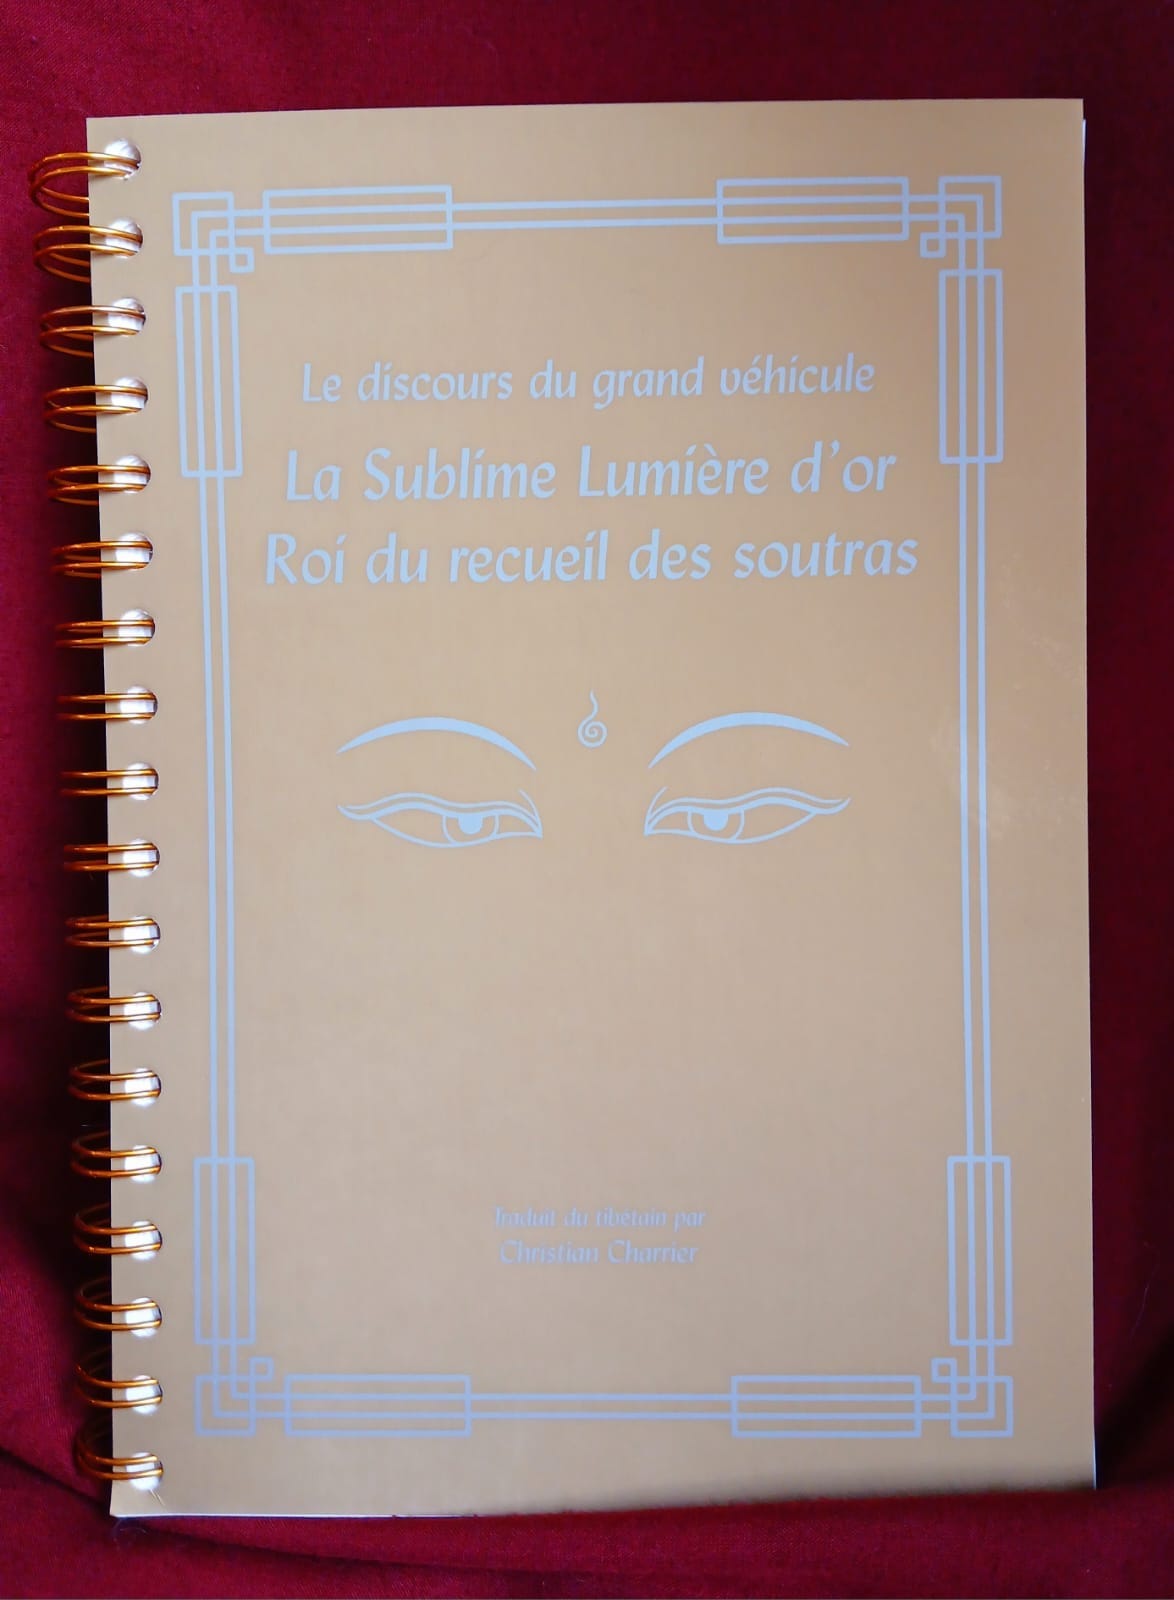 Le discours du grand véhicule
La Sublime Lumière d'or
Roi du recueil des soutras
Traduit du tibétain par
Christian Charrier